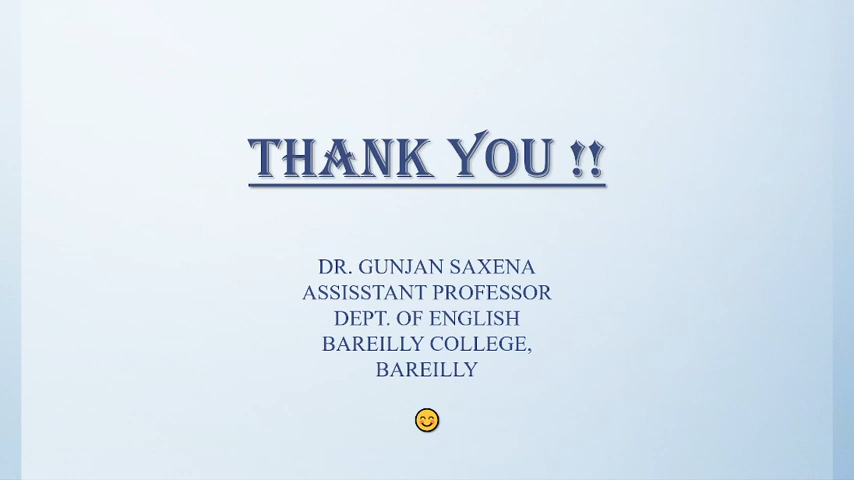 THANK YOU !!
DR. GUNJAN SAXENA
ASSISSTANT PROFESSOR
DEPT. OF ENGLISH
BAREILLY COLLEGE,
BAREILLY